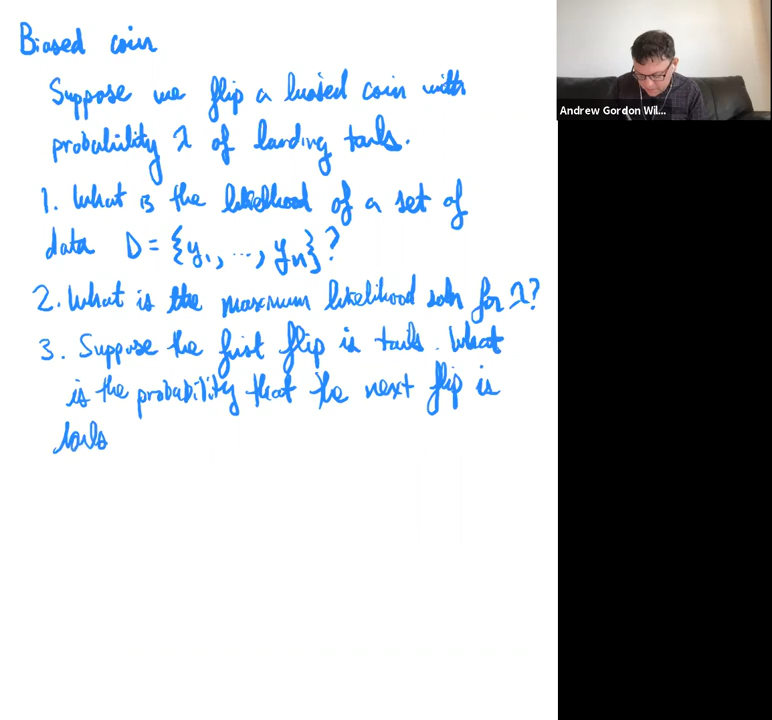 Biased coin
Suppose we flip a biased coin with
probability λ of landing tails.
1. What is the likelihood of a set of
data D = {y₁, ..., yₙ}?
2. What is the maximum likelihood soln for λ?
3. Suppose the first flip is tails. What
is the probability that the next flip is
tails
Andrew Gordon Wil...